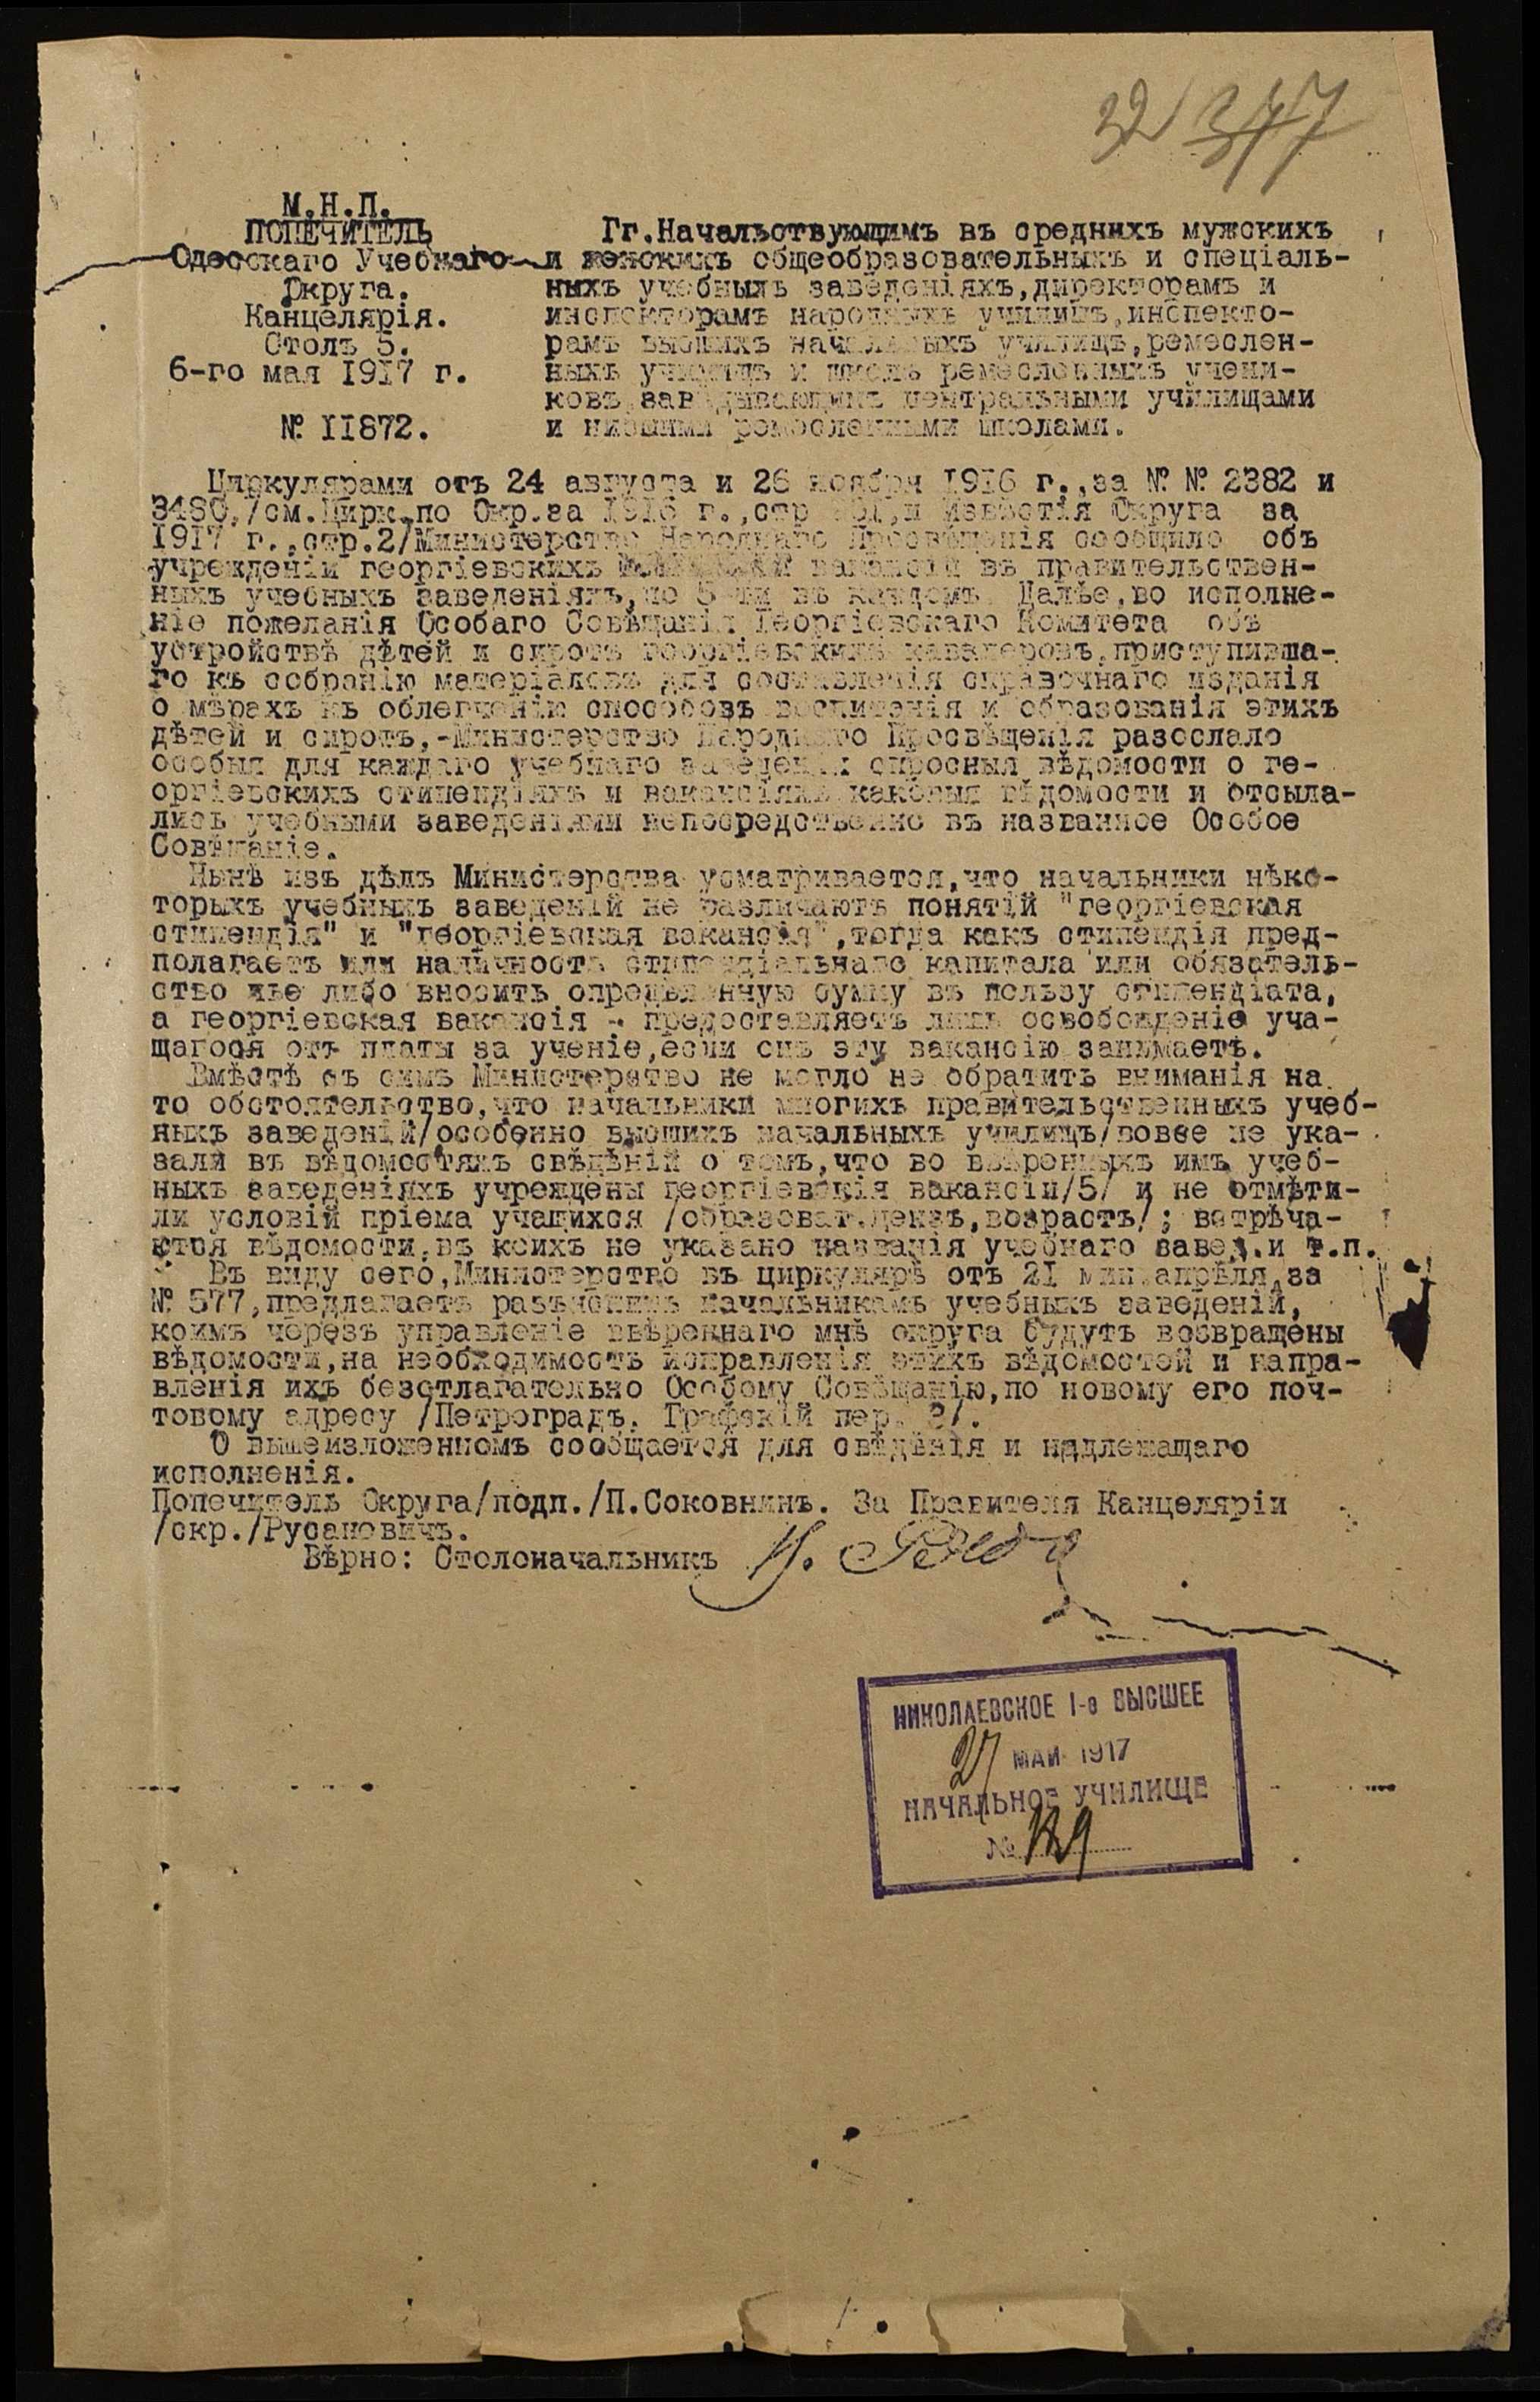 32 377
М.Н.П.
ПОПЕЧИТЕЛЬ
Одесскаго Учебнаго
Округа.
Канцелярія.
Столъ 5.
6-го мая 1917 г.
№ II872.
Гг.Начальствующимъ въ среднихъ мужскихъ
и женскихъ общеобразовательныхъ и спеціаль-
ныхъ учебныхъ заведеніяхъ,директорамъ и
инспекторамъ народныхъ училищъ,инспекто-
рамъ высшихъ начальныхъ училищъ,ремеслен-
ныхъ училищъ и школъ ремесленныхъ учени-
ковъ,завѣдывающимъ центральными училищами
и низшими ремесленными школами.
Циркулярами отъ 24 августа и 26 ноября 1916 г.,за № № 2382 и
/см.Цирк.по Окр.за 1916 г.,стр и Извѣстія Округа за
1917 г.,стр.2/Министерство Народнаго Просвѣщенія сообщило объ
учрежденіи георгіевскихъ вакансій въ правительствен-
ныхъ учебныхъ заведеніяхъ,по 5-ти въ каждомъ. Далѣе,во исполне-
ніе пожеланія Особаго Совѣщанія Георгіевскаго Комитета объ
устройствѣ дѣтей и сиротъ георгіевскихъ кавалеровъ,приступивша-
го къ собранію матеріаловъ для составленія справочнаго изданія
о мѣрахъ къ облегченію способовъ воспитанія и образованія этихъ
дѣтей и сиротъ,-Министерство Народнаго Просвѣщенія разослало
особыя для каждаго учебнаго заведенія опросныя вѣдомости о ге-
оргіевскихъ стипендіяхъ и вакансіяхъ,каковыя вѣдомости и отсыла-
лись учебными заведеніями непосредственно въ названное Особое
Совѣщаніе.
Нынѣ изъ дѣлъ Министерства усматривается,что начальники нѣко-
торыхъ учебныхъ заведеній не различаютъ понятій "георгіевская
стипендія" и "георгіевская вакансія",тогда какъ стипендія пред-
полагаетъ или наличность стипендіальнаго капитала или обязатель-
ство чье либо вносить опредѣленную сумму въ пользу стипендіата,
а георгіевская вакансія - предоставляетъ лишь освобожденіе уча-
щагося отъ платы за ученіе,если онъ эту вакансію занимаетъ.
Вмѣстѣ съ симъ Министерство не могло не обратить вниманія на
то обстоятельство,что начальники многихъ правительственныхъ учеб-
ныхъ заведеній/особенно высшихъ начальныхъ училищъ/вовсе не ука-
зали въ вѣдомостяхъ свѣдѣній о томъ,что во ввѣренныхъ имъ учеб-
ныхъ заведеніяхъ учреждены георгіевскія вакансіи/5/ и не отмѣти-
ли условій пріема учащихся /образоват.цензъ,возрастъ/; встрѣча-
ются вѣдомости,въ коихъ не указано названія учебнаго завед.и т.п.
Въ виду сего,Министерство въ циркулярѣ отъ 21 мин.апрѣля,за
№ 577,предлагаетъ разъяснить начальникамъ учебныхъ заведеній,
коимъ черезъ управленіе ввѣреннаго мнѣ округа будутъ возвращены
вѣдомости,на необходимость исправленія этихъ вѣдомостей и напра-
вленія ихъ безотлагательно Особому Совѣщанію,по новому его поч-
товому адресу /Петроградъ. Графскій пер.
О вышеизложенномъ сообщается для свѣдѣнія и надлежащаго
исполненія.
Попечитель Округа/подп./П.Соковнинъ. За Правителя Канцеляріи
/скр./Русановичъ.
Вѣрно: Столоначальникъ
НИКОЛАЕВСКОЕ 1-е ВЫСШЕЕ
27 МАЙ 1917
НАЧАЛЬНОЕ УЧИЛИЩЕ
№ 129